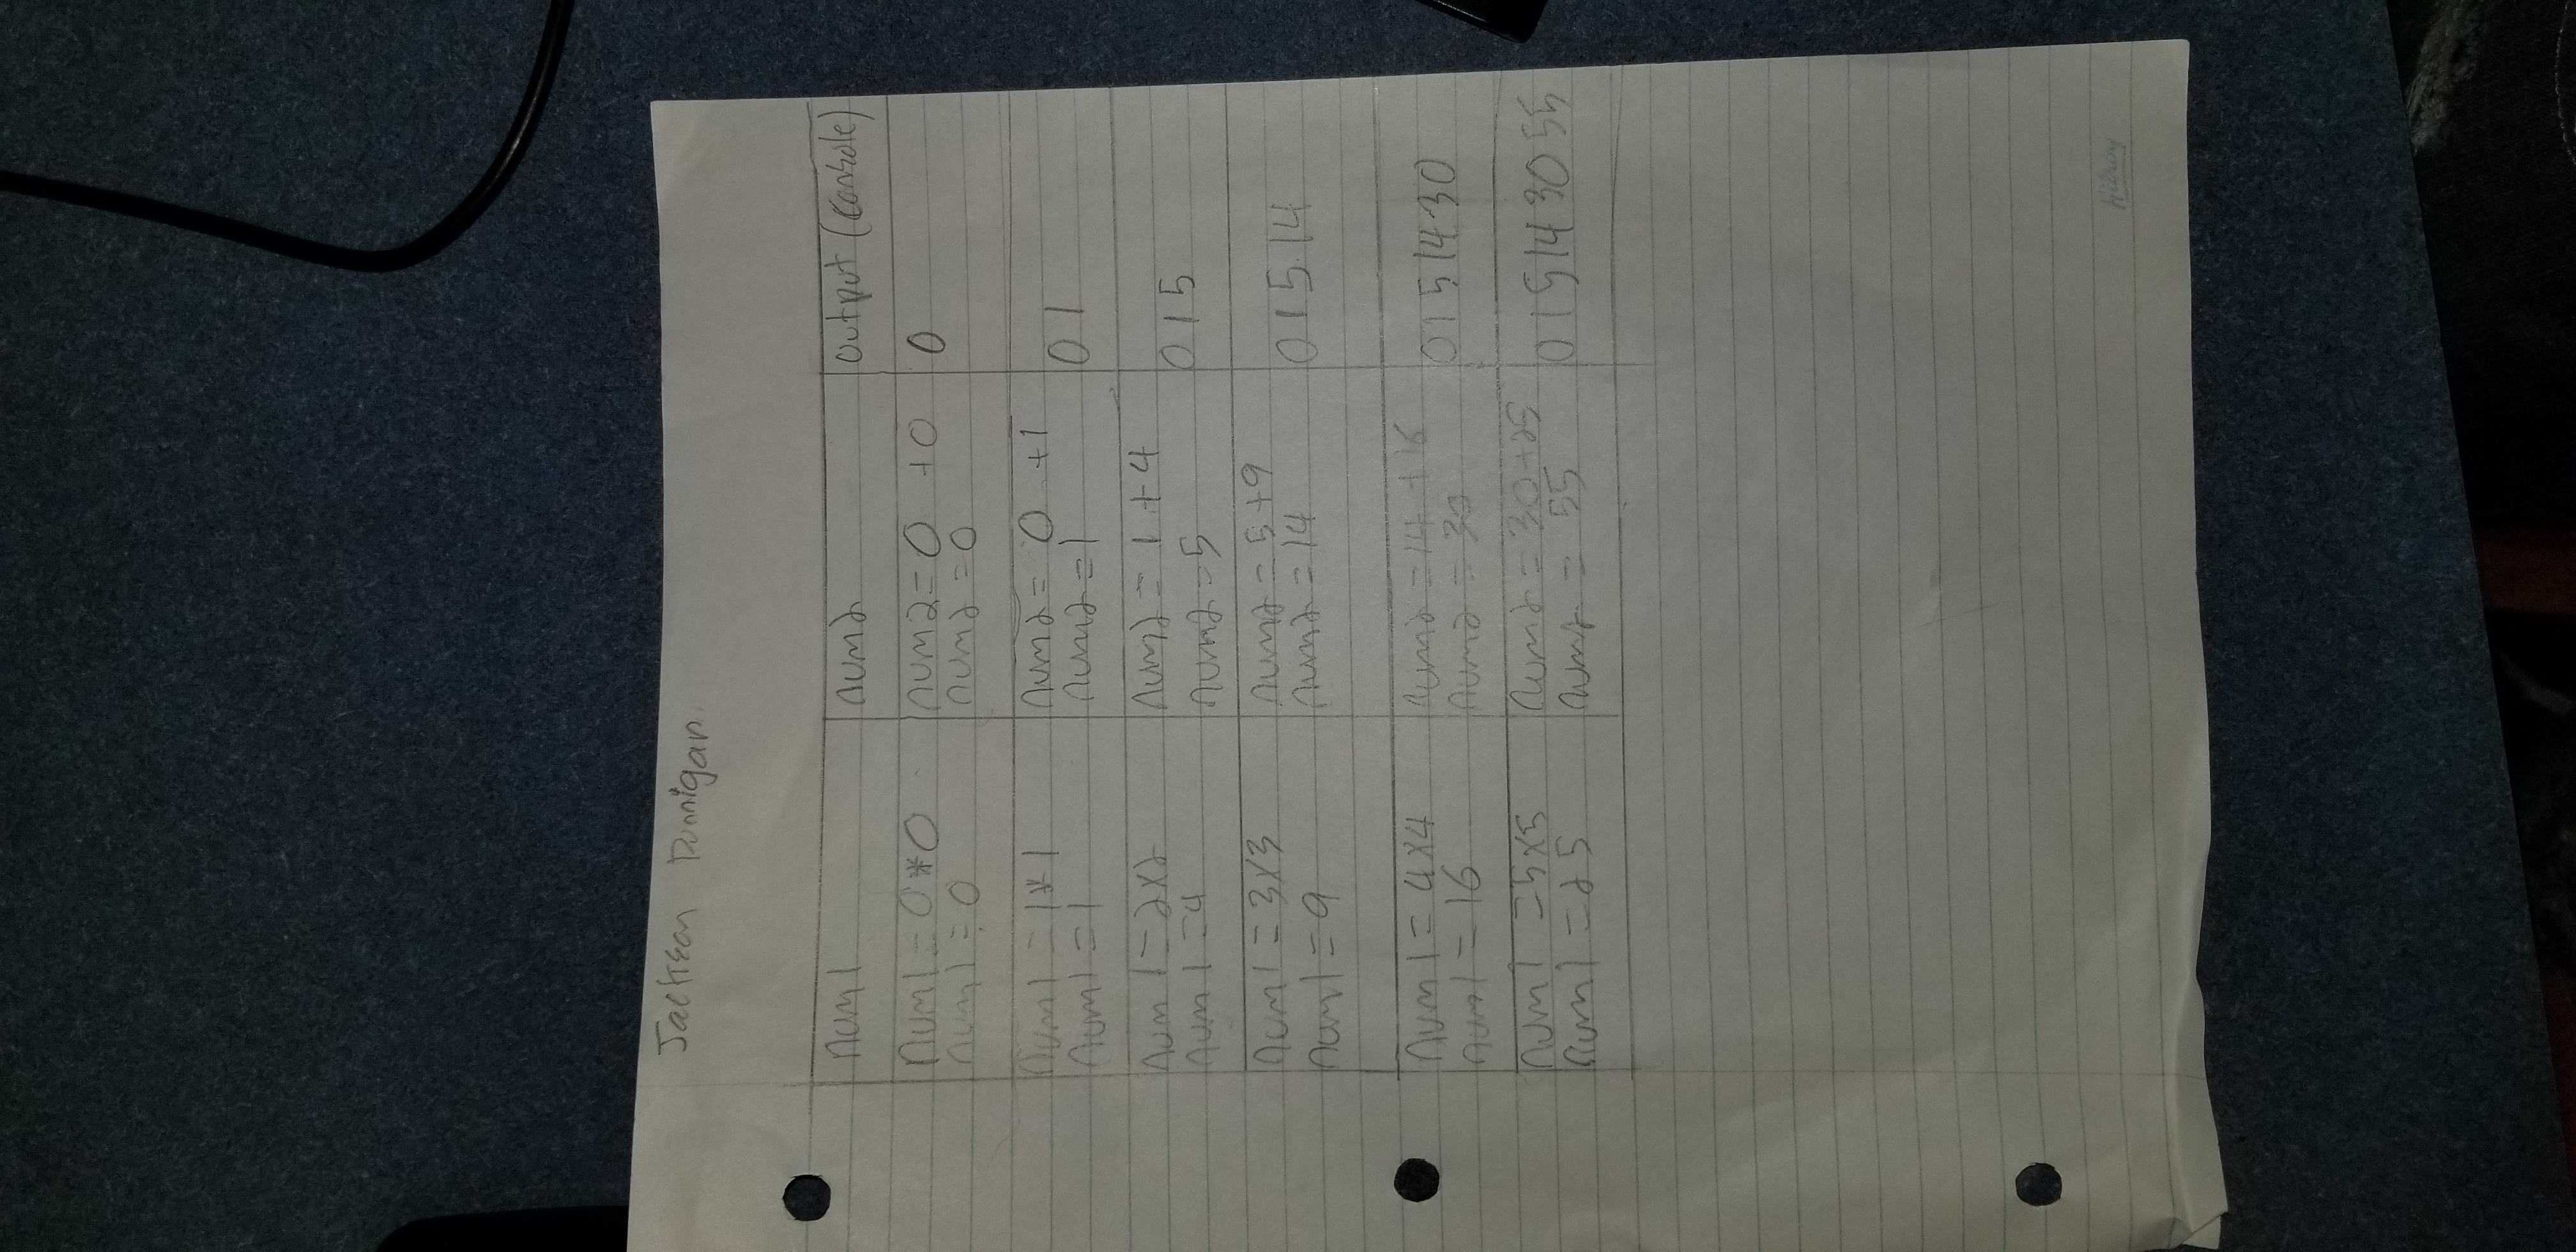 Jackson Dunnigan
num1 num2 output (console)
num1 = 0*0 num2 = 0 +0 0
num1 = 0 num2 = 0
num1 = 1*1 num2 = 0 +1
num1 = 1 num2 = 1 0 1
num1 = 2x2 num2 = 1 + 4
num1 = 4 num2 = 5 0 1 5
num1 = 3x3 num2 = 5 + 9
num1 = 9 num2 = 14 0 1 5 14
num1 = 4x4 num2 = 14 + 16
num1 = 16 num2 = 30 0 1 5 14 30
num1 = 5x5 num2 = 30 + 25
num1 = 25 num2 = 55 0 1 5 14 30 55
Hilroy